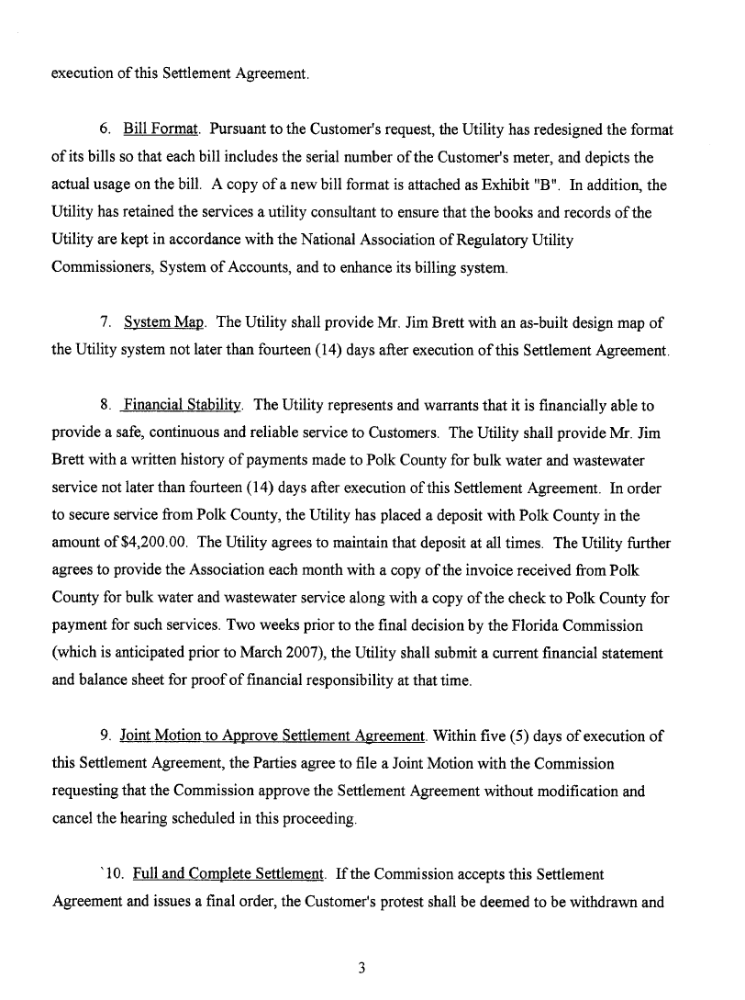 execution of this Settlement Agreement.
6. Bill Format. Pursuant to the Customer's request, the Utility has redesigned the format
of its bills so that each bill includes the serial number of the Customer's meter, and depicts the
actual usage on the bill. A copy of a new bill format is attached as Exhibit "B". In addition, the
Utility has retained the services a utility consultant to ensure that the books and records of the
Utility are kept in accordance with the National Association of Regulatory Utility
Commissioners, System of Accounts, and to enhance its billing system.
7. System Map. The Utility shall provide Mr. Jim Brett with an as-built design map of
the Utility system not later than fourteen (14) days after execution of this Settlement Agreement.
8. Financial Stability. The Utility represents and warrants that it is financially able to
provide a safe, continuous and reliable service to Customers. The Utility shall provide Mr. Jim
Brett with a written history of payments made to Polk County for bulk water and wastewater
service not later than fourteen (14) days after execution of this Settlement Agreement. In order
to secure service from Polk County, the Utility has placed a deposit with Polk County in the
amount of $4,200.00. The Utility agrees to maintain that deposit at all times. The Utility further
agrees to provide the Association each month with a copy of the invoice received from Polk
County for bulk water and wastewater service along with a copy of the check to Polk County for
payment for such services. Two weeks prior to the final decision by the Florida Commission
(which is anticipated prior to March 2007), the Utility shall submit a current financial statement
and balance sheet for proof of financial responsibility at that time.
9. Joint Motion to Approve Settlement Agreement. Within five (5) days of execution of
this Settlement Agreement, the Parties agree to file a Joint Motion with the Commission
requesting that the Commission approve the Settlement Agreement without modification and
cancel the hearing scheduled in this proceeding.
`10. Full and Complete Settlement. If the Commission accepts this Settlement
Agreement and issues a final order, the Customer's protest shall be deemed to be withdrawn and
3